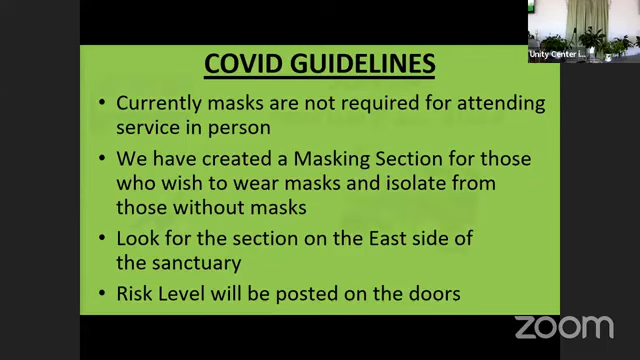 Unity Center i...
COVID GUIDELINES
• Currently masks are not required for attending
service in person
• We have created a Masking Section for those
who wish to wear masks and isolate from
those without masks
• Look for the section on the East side of
the sanctuary
• Risk Level will be posted on the doors
zoom